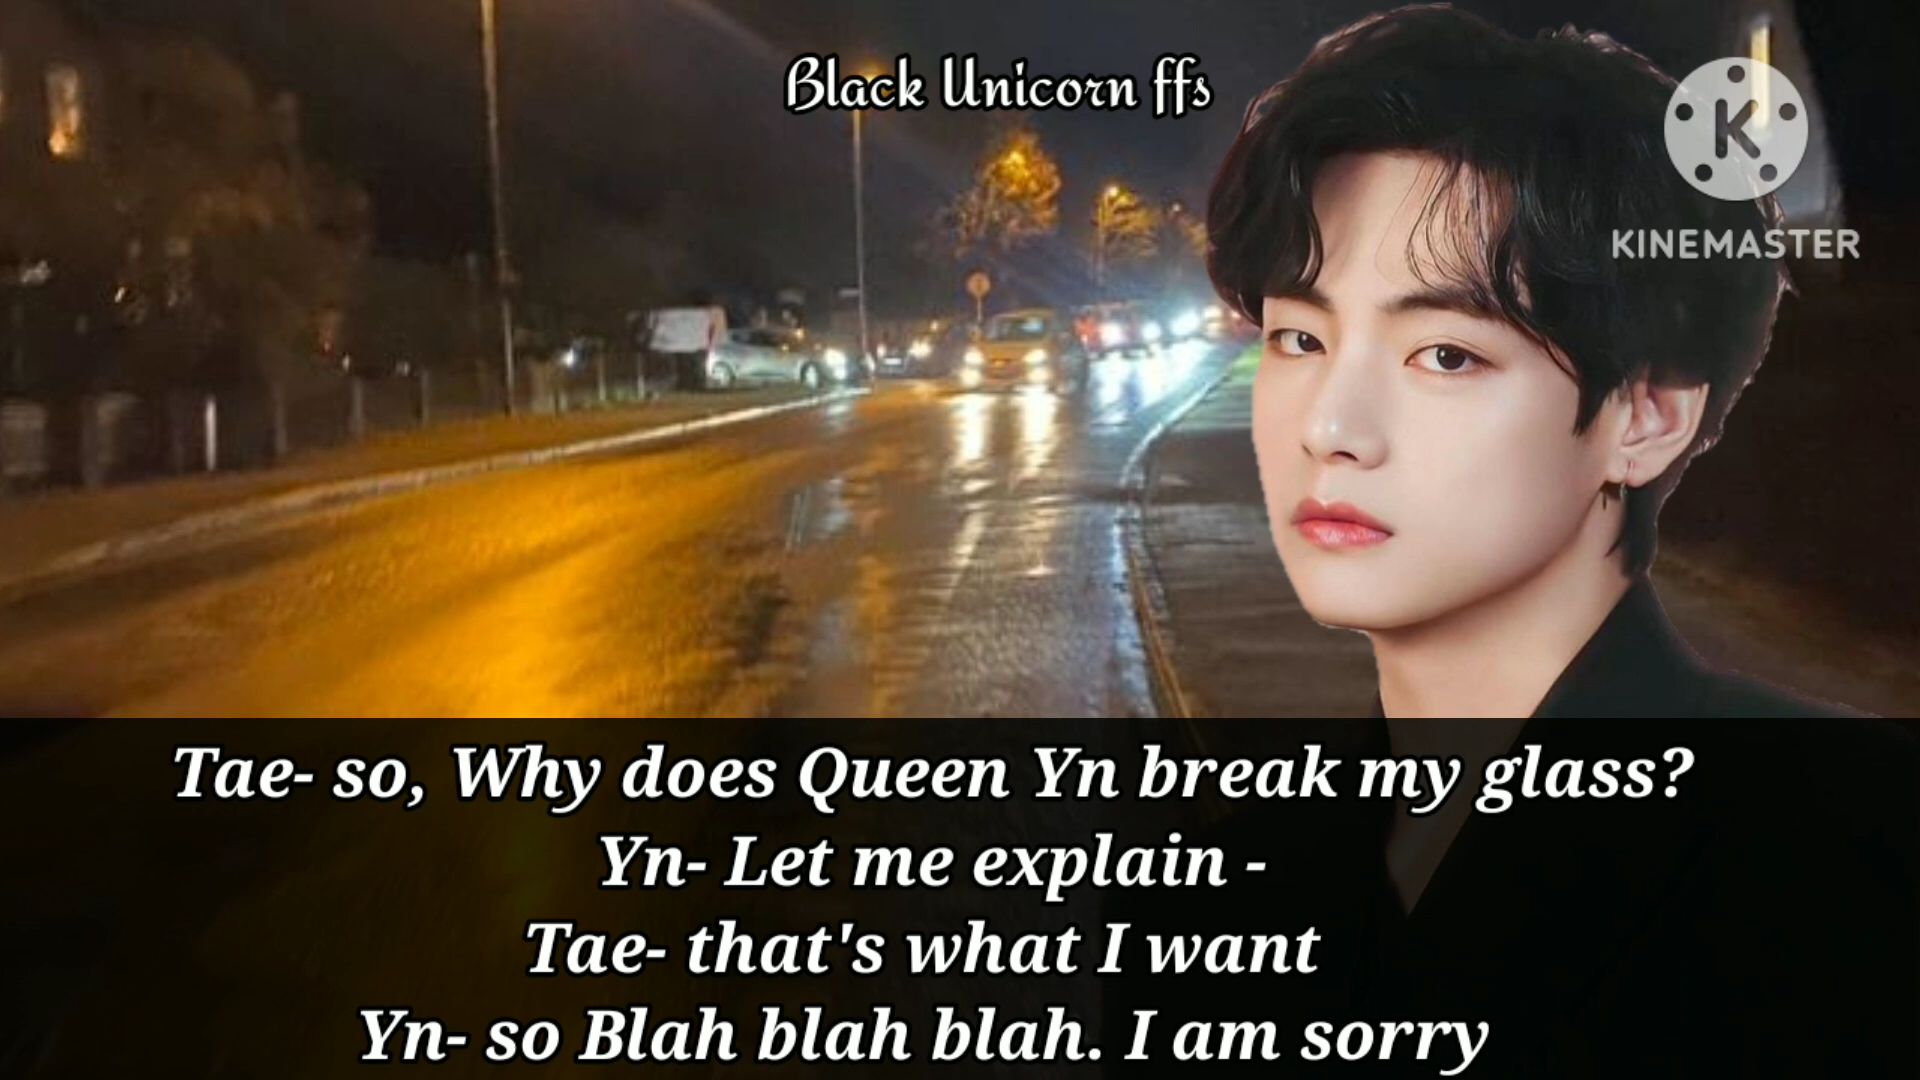 Black Unicorn ffs
K
KINEMASTER
Tae- so, Why does Queen Yn break my glass?
Yn- Let me explain -
Tae- that's what I want
Yn- so Blah blah blah. I am sorry